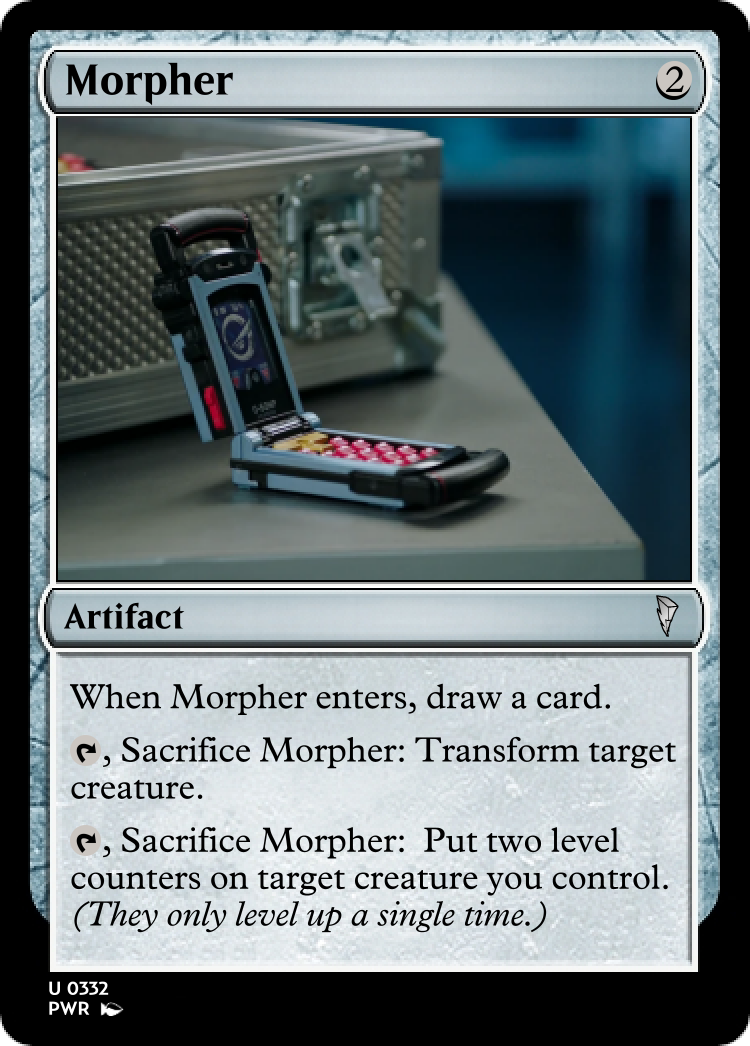 Morpher
2
Artifact
When Morpher enters, draw a card.
, Sacrifice Morpher: Transform target
creature.
, Sacrifice Morpher:  Put two level
counters on target creature you control.
(They only level up a single time.)
U 0332
PWR